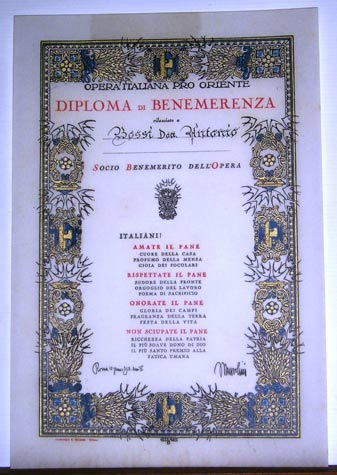 OPERA ITALIANA PRO ORIENTE
DIPLOMA DI BENEMERENZA
rilasciato a
Bossi Don Antonio
SOCIO BENEMERITO DELL'OPERA
ITALIANI!
AMATE IL PANE
CUORE DELLA CASA
PROFUMO DELLA MENSA
GIOIA DEI FOCOLARI
RISPETTATE IL PANE
SUDORE DELLA FRONTE
ORGOGLIO DEL LAVORO
POEMA DI SACRIFICIO
ONORATE IL PANE
GLORIA DEI CAMPI
FRAGRANZA DELLA TERRA
FESTA DELLA VITA
NON SCIUPATE IL PANE
RICCHEZZA DELLA PATRIA
IL PIÙ SOAVE DONO DI DIO
IL PIÙ SANTO PREMIO ALLA
FATICA UMANA
Roma
Mussolini